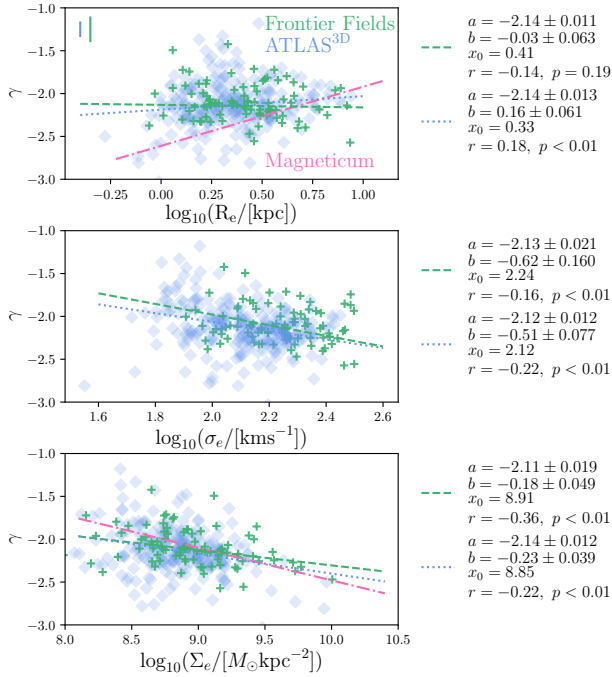 −1.0
−1.5
−2.0
−2.5
−3.0
γ
Frontier Fields
ATLAS³ᴰ
Magneticum
−0.25 0.00 0.25 0.50 0.75 1.00
log₁₀(Rₑ/[kpc])
a = −2.14 ± 0.011
b = −0.03 ± 0.063
x₀ = 0.41
r = −0.14, p = 0.19
a = −2.14 ± 0.013
b = 0.16 ± 0.061
x₀ = 0.33
r = 0.18, p < 0.01
−1.0
−1.5
−2.0
−2.5
−3.0
γ
1.6 1.8 2.0 2.2 2.4 2.6
log₁₀(σₑ/[kms⁻¹])
a = −2.13 ± 0.021
b = −0.62 ± 0.160
x₀ = 2.24
r = −0.16, p < 0.01
a = −2.12 ± 0.012
b = −0.51 ± 0.077
x₀ = 2.12
r = −0.22, p < 0.01
−1.0
−1.5
−2.0
−2.5
−3.0
γ
8.0 8.5 9.0 9.5 10.0 10.5
log₁₀(Σₑ/[M☉kpc⁻²])
a = −2.11 ± 0.019
b = −0.18 ± 0.049
x₀ = 8.91
r = −0.36, p < 0.01
a = −2.14 ± 0.012
b = −0.23 ± 0.039
x₀ = 8.85
r = −0.22, p < 0.01